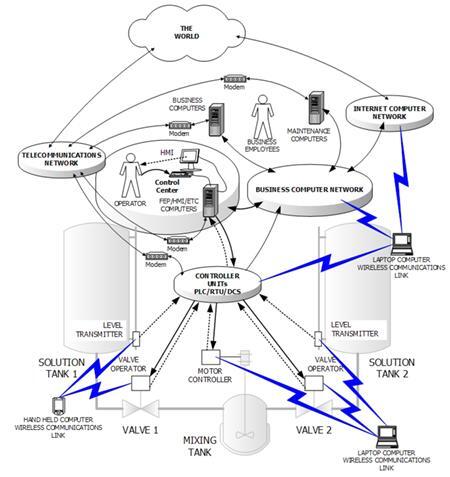 THE
WORLD
Modem
Modem
BUSINESS
COMPUTERS
INTERNET COMPUTER
NETWORK
MAINTENANCE
COMPUTERS
BUSINESS
EMPLOYEES
TELECOMMUNICATIONS
NETWORK
HMI
Control
Center
OPERATOR
FEP/HMI/ETC
COMPUTERS
BUSINESS COMPUTER NETWORK
Modem
Modem
LAPTOP COMPUTER
WIRELESS COMMUNICATIONS
LINK
CONTROLLER
UNITs
PLC/RTU/DCS
LEVEL
TRANSMITTER
LEVEL
TRANSMITTER
SOLUTION
TANK 1
VALVE
OPERATOR
MOTOR
CONTROLLER
VALVE
OPERATOR
SOLUTION
TANK 2
HAND HELD COMPUTER
WIRELESS COMMUNICATIONS
LINK
VALVE 1
MIXING
TANK
VALVE 2
LAPTOP COMPUTER
WIRELESS COMMUNICATIONS
LINK